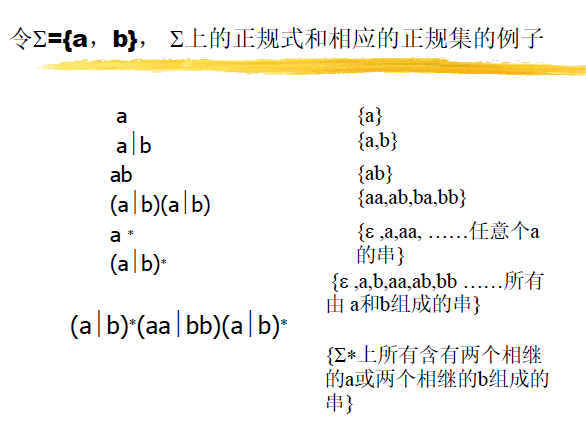 令Σ={a，b}， Σ上的正规式和相应的正规集的例子
a {a}
a|b {a,b}
ab {ab}
(a|b)(a|b) {aa,ab,ba,bb}
a * {ε ,a,aa, ……任意个a
的串}
(a|b)* {ε ,a,b,aa,ab,bb ……所有
由 a和b组成的串}
(a|b)*(aa|bb)(a|b)*
{Σ*上所有含有两个相继
的a或两个相继的b组成的
串}